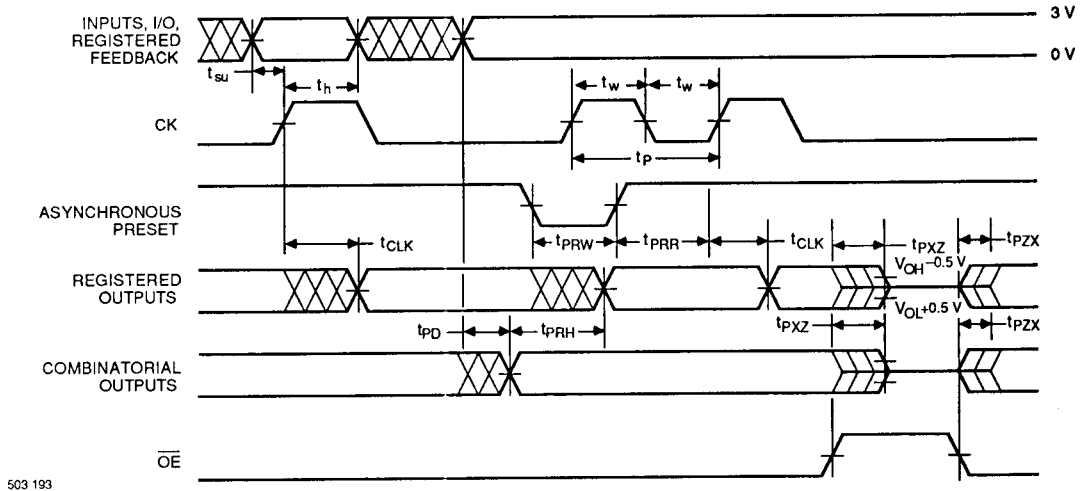 INPUTS, I/O,
REGISTERED
FEEDBACK
3 V
0 V
tsu
th
tw
tw
CK
tP
ASYNCHRONOUS
PRESET
tCLK
tPRW
tPRR
tCLK
tPXZ
tPZX
VOH−0.5 V
REGISTERED
OUTPUTS
VOL+0.5 V
tPD
tPRH
tPXZ
tPZX
COMBINATORIAL
OUTPUTS
OE
503 193